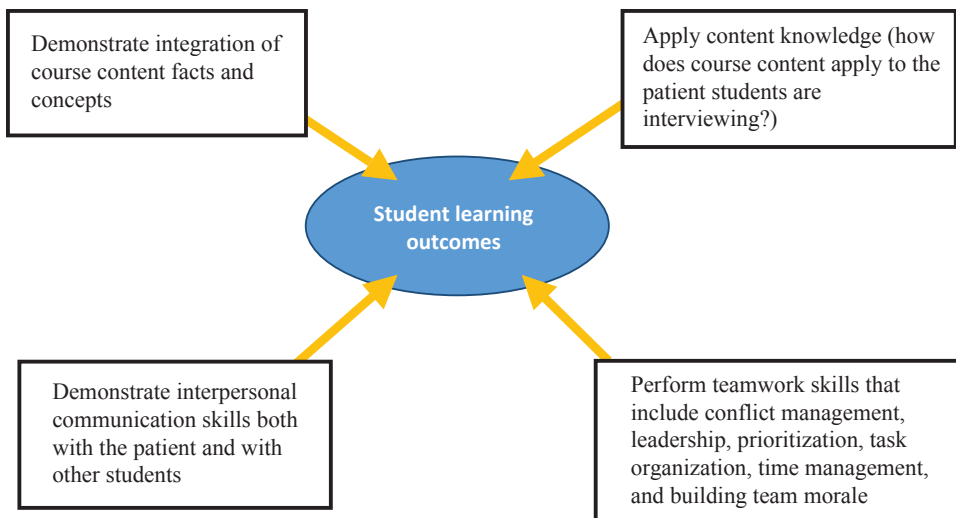 Demonstrate integration of
course content facts and
concepts
Apply content knowledge (how
does course content apply to the
patient students are
interviewing?)
Student learning
outcomes
Demonstrate interpersonal
communication skills both
with the patient and with
other students
Perform teamwork skills that
include conflict management,
leadership, prioritization, task
organization, time management,
and building team morale